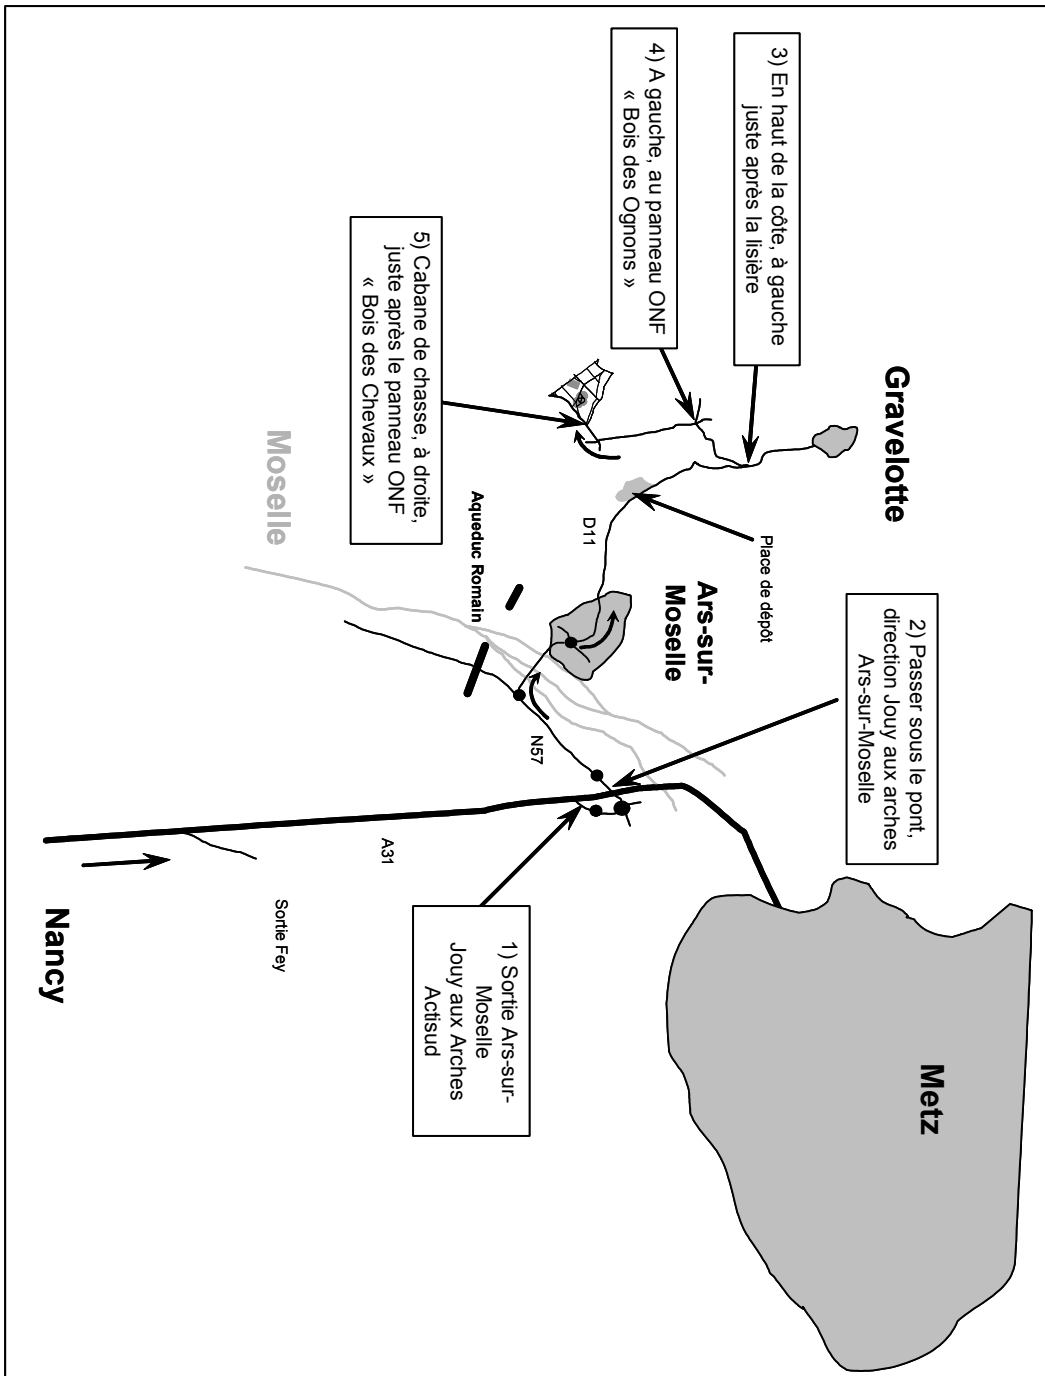 Gravelotte
3) En haut de la côte, à gauche
juste après la lisière
4) A gauche, au panneau ONF
« Bois des Ognons »
5) Cabane de chasse, à droite,
juste après le panneau ONF
« Bois des Chevaux »
Place de dépôt
D11
Ars-sur-
Moselle
2) Passer sous le pont,
direction Jouy aux arches
Ars-sur-Moselle
Aqueduc Romain
Moselle
N57
A31
1) Sortie Ars-sur-
Moselle
Jouy aux Arches
Actisud
Sortie Fey
Nancy
Metz